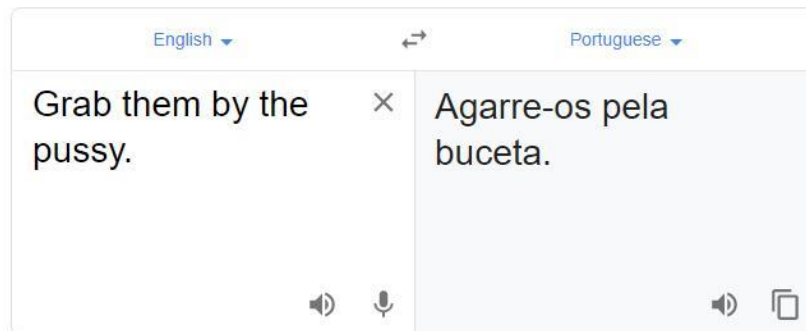 English Portuguese
Grab them by the
pussy.
Agarre-os pela
buceta.